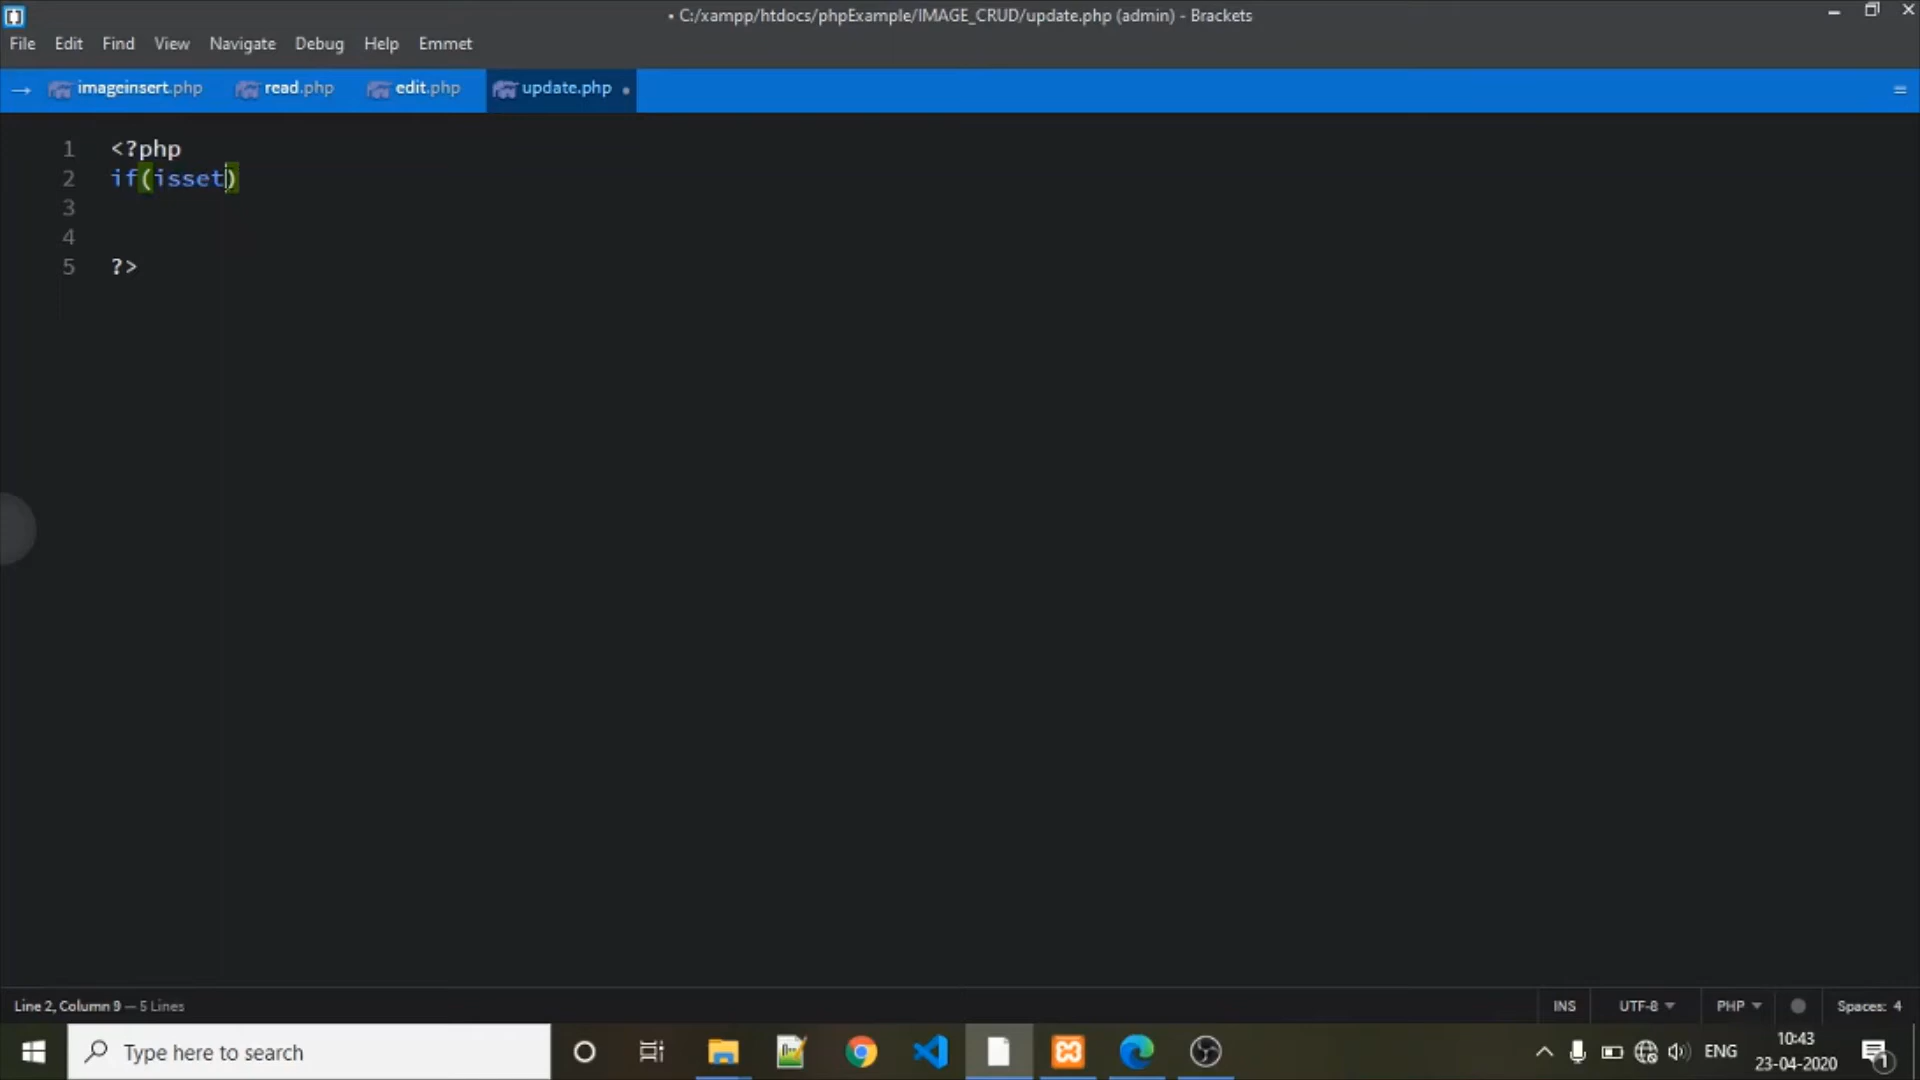 • C:/xampp/htdocs/phpExample/IMAGE_CRUD/update.php (admin) - Brackets
File Edit Find View Navigate Debug Help Emmet
→ imageinsert.php read.php edit.php update.php •
1 <?php
2 if(isset)
3
4
5 ?>
Line 2, Column 9 — 5 Lines
INS UTF-8 PHP Spaces: 4
Type here to search
ENG
10:43
23-04-2020
1